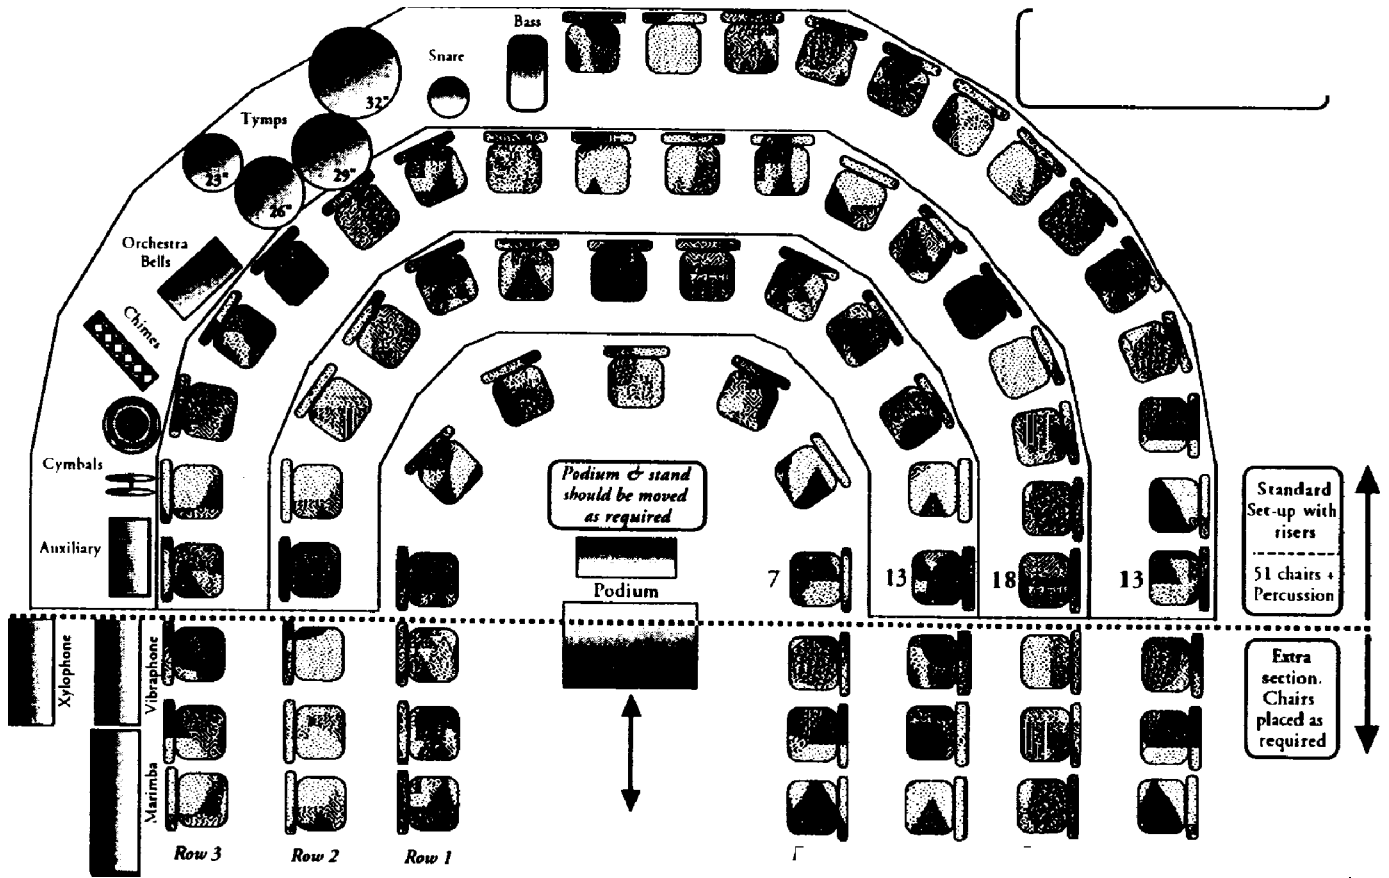 Bass
Snare
32"
Tymps
29"
23"
26"
Orchestra
Bells
Chimes
Cymbals
Podium & stand
should be moved
as required
Standard
Set-up with
risers
51 chairs +
Percussion
Auxiliary
7
13
18
13
Podium
Xylophone
Vibraphone
Extra
section.
Chairs
placed as
required
Marimba
Row 3
Row 2
Row 1